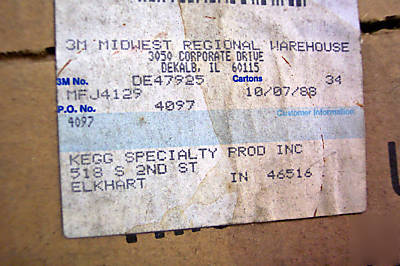 3M MIDWEST REGIONAL WAREHOUSE
3050 CORPORATE DRIVE
DEKALB, IL 60115
3M No. DE47925 Cartons 34
MFJ4129 10/07/88
P.O. No. 4097
Customer Information
4097
KEGG SPECIALTY PROD INC
518 S 2ND ST
ELKHART IN 46516